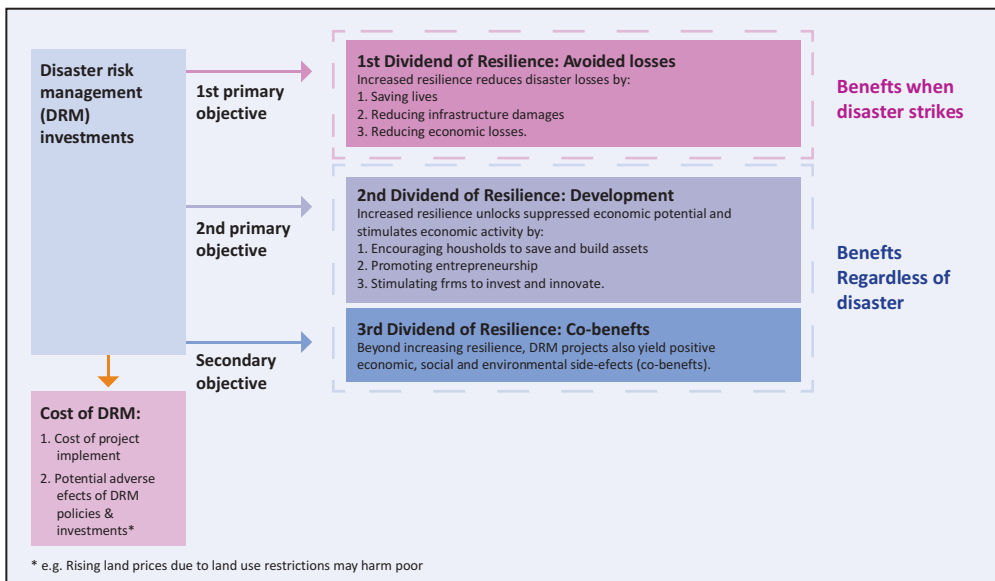 Disaster risk
management
(DRM)
investments
1st primary
objective
1st Dividend of Resilience: Avoided losses
Increased resilience reduces disaster losses by:
1. Saving lives
2. Reducing infrastructure damages
3. Reducing economic losses.
Benefts when
disaster strikes
2nd primary
objective
2nd Dividend of Resilience: Development
Increased resilience unlocks suppressed economic potential and
stimulates economic activity by:
1. Encouraging housholds to save and build assets
2. Promoting entrepreneurship
3. Stimulating frms to invest and innovate.
Benefts
Regardless of
disaster
Secondary
objective
3rd Dividend of Resilience: Co-benefts
Beyond increasing resilience, DRM projects also yield positive
economic, social and environmental side-efects (co-benefts).
Cost of DRM:
1. Cost of project
implement
2. Potential adverse
efects of DRM
policies &
investments*
* e.g. Rising land prices due to land use restrictions may harm poor